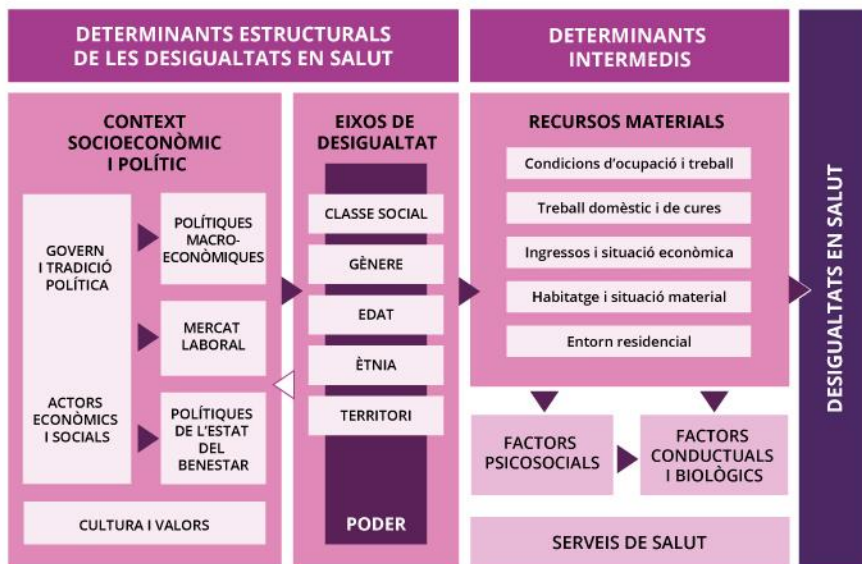 DETERMINANTS ESTRUCTURALS
DE LES DESIGUALTATS EN SALUT
DETERMINANTS
INTERMEDIS
CONTEXT
SOCIOECONÒMIC
I POLÍTIC
GOVERN
I TRADICIÓ
POLÍTICA
ACTORS
ECONÒMICS
I SOCIALS
POLÍTIQUES
MACRO-
ECONÒMIQUES
MERCAT
LABORAL
POLÍTIQUES
DE L'ESTAT
DEL
BENESTAR
CULTURA I VALORS
EIXOS DE
DESIGUALTAT
CLASSE SOCIAL
GÈNERE
EDAT
ÈTNIA
TERRITORI
PODER
RECURSOS MATERIALS
Condicions d'ocupació i treball
Treball domèstic i de cures
Ingressos i situació econòmica
Habitatge i situació material
Entorn residencial
FACTORS
PSICOSOCIALS
FACTORS
CONDUCTUALS
I BIOLÒGICS
SERVEIS DE SALUT
DESIGUALTATS EN SALUT